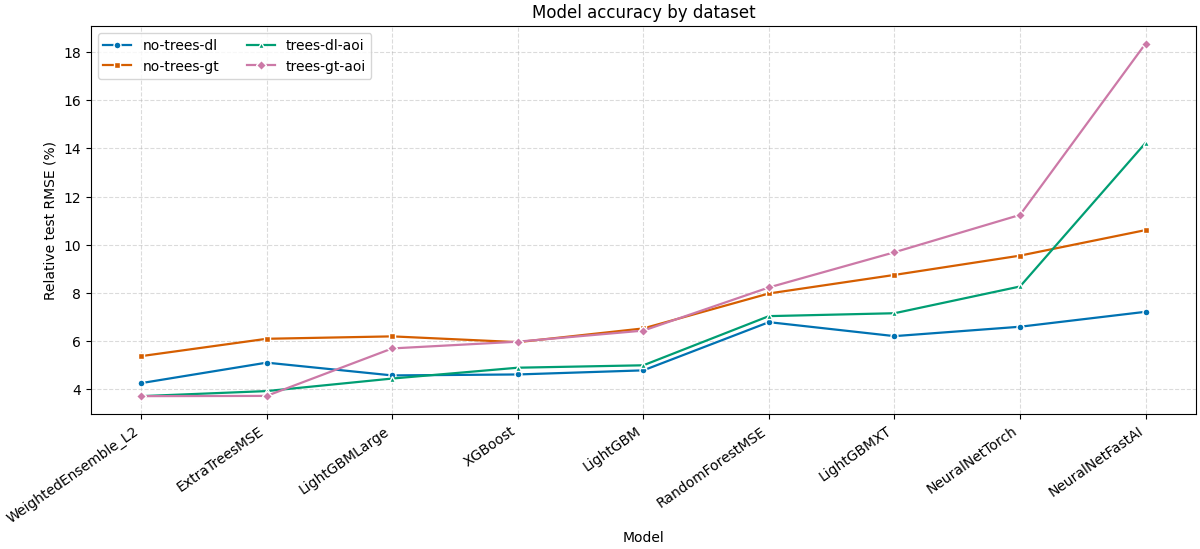 Model accuracy by dataset
no-trees-dl
no-trees-gt
trees-dl-aoi
trees-gt-aoi
Relative test RMSE (%)
18
16
14
12
10
8
6
4
WeightedEnsemble_L2
ExtraTreesMSE
LightGBMLarge
XGBoost
LightGBM
RandomForestMSE
LightGBMXT
NeuralNetTorch
NeuralNetFastAI
Model